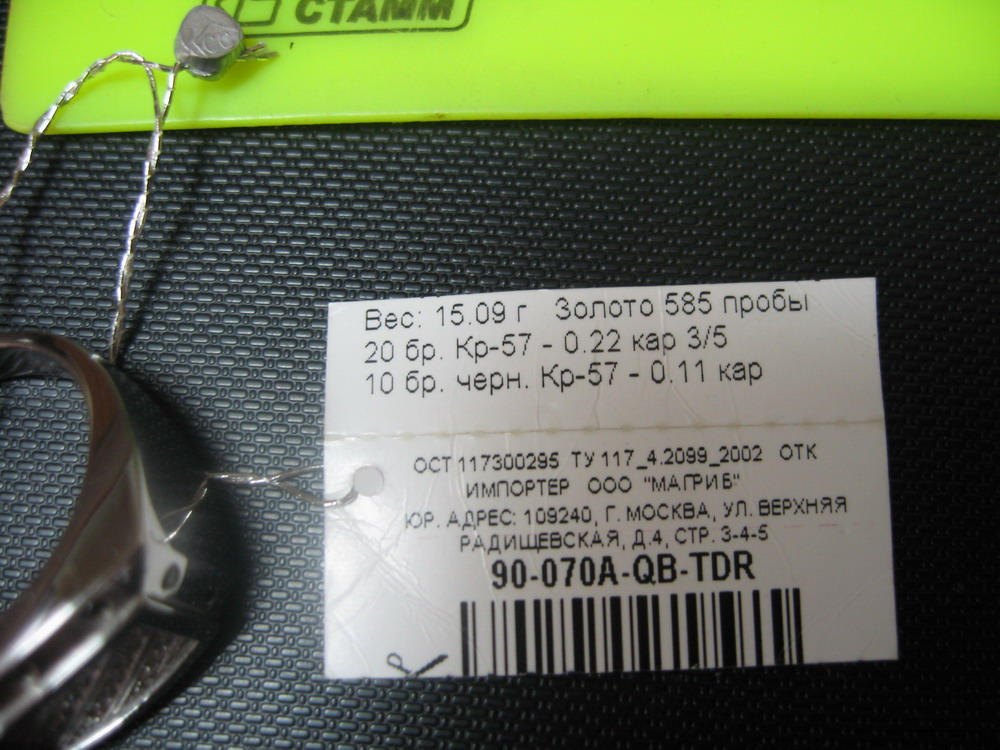 СТАММ
Вес: 15.09 г Золото 585 пробы
20 бр. Кр-57 - 0.22 кар 3/5
10 бр. черн. Кр-57 - 0.11 кар
ОСТ 117300295 ТУ 117_4.2099_2002 ОТК
ИМПОРТЕР ООО "МАГРИБ"
ЮР. АДРЕС: 109240, Г. МОСКВА, УЛ. ВЕРХНЯЯ
РАДИЩЕВСКАЯ, Д.4, СТР. 3-4-5
90-070A-QB-TDR